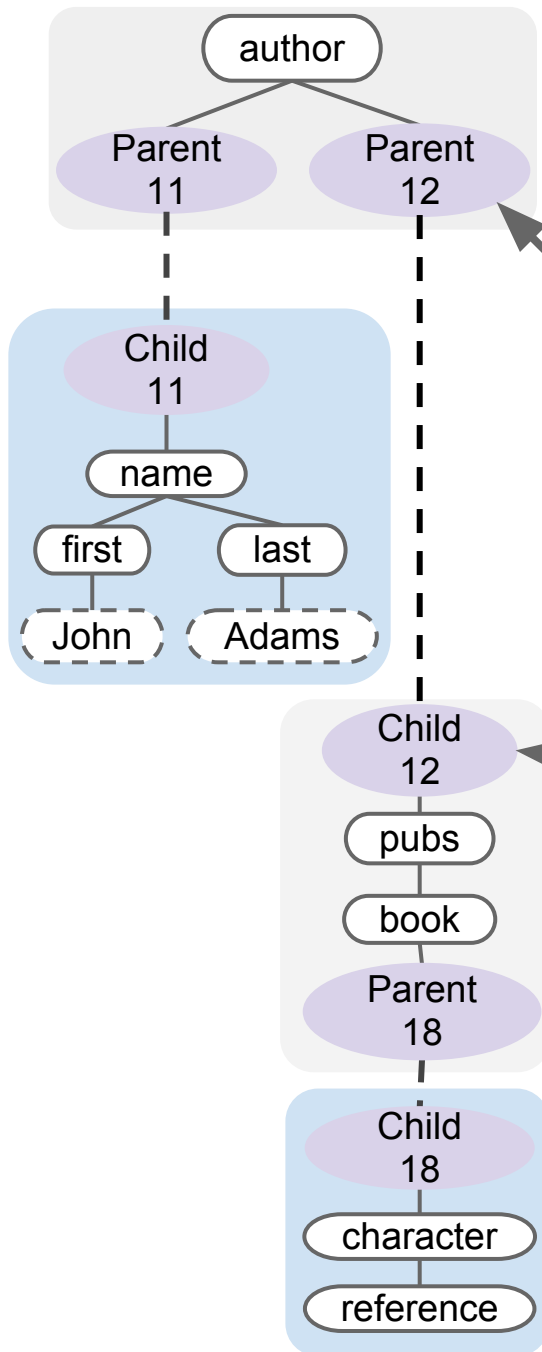 author
Parent
11
Parent
12
Child
11
name
first
last
John
Adams
Child
12
pubs
book
Parent
18
Child
18
character
reference